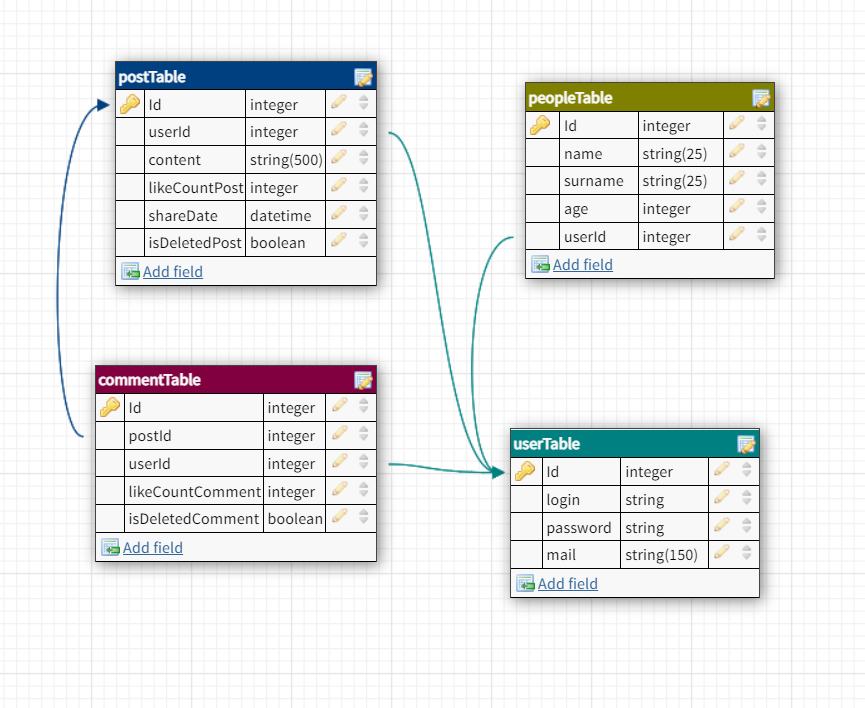 postTable
Id integer
userId integer
content string(500)
likeCountPost integer
shareDate datetime
isDeletedPost boolean
Add field
peopleTable
Id integer
name string(25)
surname string(25)
age integer
userId integer
Add field
commentTable
Id integer
postId integer
userId integer
likeCountComment integer
isDeletedComment boolean
Add field
userTable
Id integer
login string
password string
mail string(150)
Add field